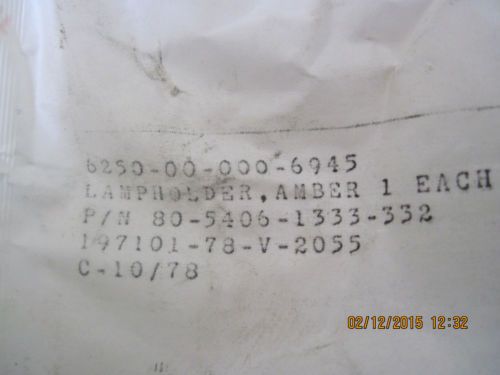 6250-00-000-6945
LAMPHOLDER,AMBER 1 EACH
P/N 80-5406-1333-332
197101-78-V-2055
C-10/78
02/12/2015 12:32